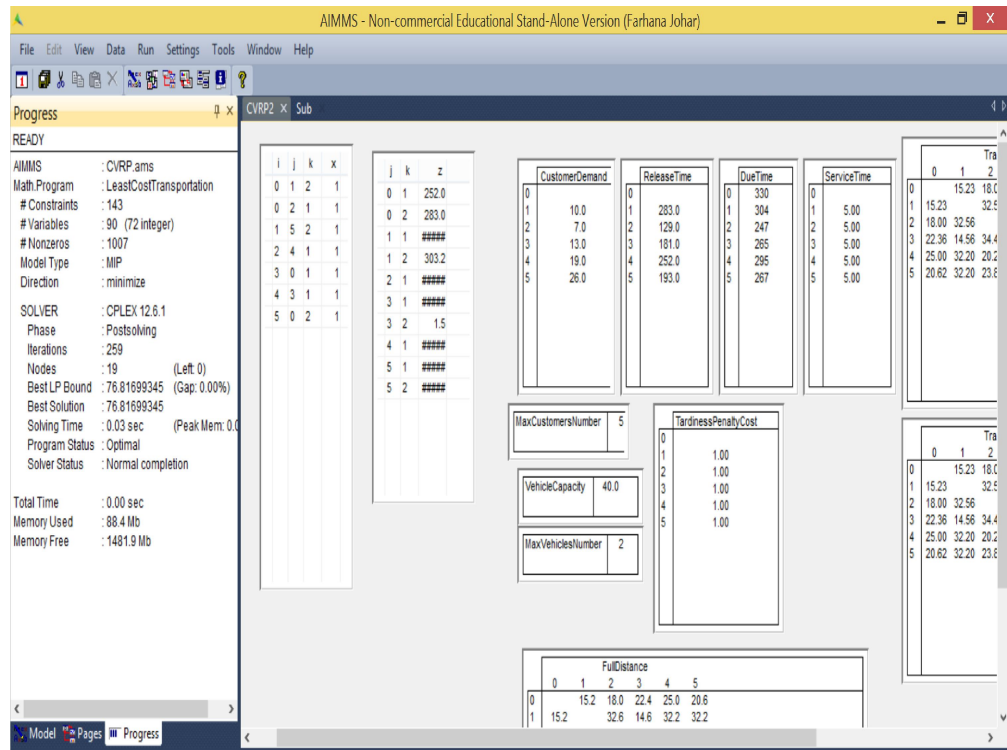 AIMMS - Non-commercial Educational Stand-Alone Version (Farhana Johar)
File Edit View Data Run Settings Tools Window Help
Progress
READY
AIMMS : CVRP.ams
Math.Program : LeastCostTransportation
# Constraints : 143
# Variables : 90 (72 integer)
# Nonzeros : 1007
Model Type : MIP
Direction : minimize
SOLVER : CPLEX 12.6.1
Phase : Postsolving
Iterations : 259
Nodes : 19 (Left: 0)
Best LP Bound : 76.81699345 (Gap: 0.00%)
Best Solution : 76.81699345
Solving Time : 0.03 sec (Peak Mem: 0.0
Program Status : Optimal
Solver Status : Normal completion
Total Time : 0.00 sec
Memory Used : 88.4 Mb
Memory Free : 1481.9 Mb
Model Pages Progress
CVRP2 Sub
i j k x
0 1 2 1
0 2 1 1
1 5 2 1
2 4 1 1
3 0 1 1
4 3 1 1
5 0 2 1
j k z
0 1 252.0
0 2 283.0
1 1 #####
1 2 303.2
2 1 #####
3 1 #####
3 2 1.5
4 1 #####
5 1 #####
5 2 #####
CustomerDemand
0
1 10.0
2 7.0
3 13.0
4 19.0
5 26.0
ReleaseTime
0
1 283.0
2 129.0
3 181.0
4 252.0
5 193.0
DueTime
0 330
1 304
2 247
3 265
4 295
5 267
ServiceTime
0
1 5.00
2 5.00
3 5.00
4 5.00
5 5.00
Tra
0 1 2
0 15.23 18.0
1 15.23 32.5
2 18.00 32.56
3 22.36 14.56 34.4
4 25.00 32.20 20.2
5 20.62 32.20 23.8
MaxCustomersNumber 5
VehicleCapacity 40.0
MaxVehiclesNumber 2
TardinessPenaltyCost
0
1 1.00
2 1.00
3 1.00
4 1.00
5 1.00
Tra
0 1 2
0 15.23 18.0
1 15.23 32.5
2 18.00 32.56
3 22.36 14.56 34.4
4 25.00 32.20 20.2
5 20.62 32.20 23.8
FullDistance
0 1 2 3 4 5
0 15.2 18.0 22.4 25.0 20.6
1 15.2 32.6 14.6 32.2 32.2